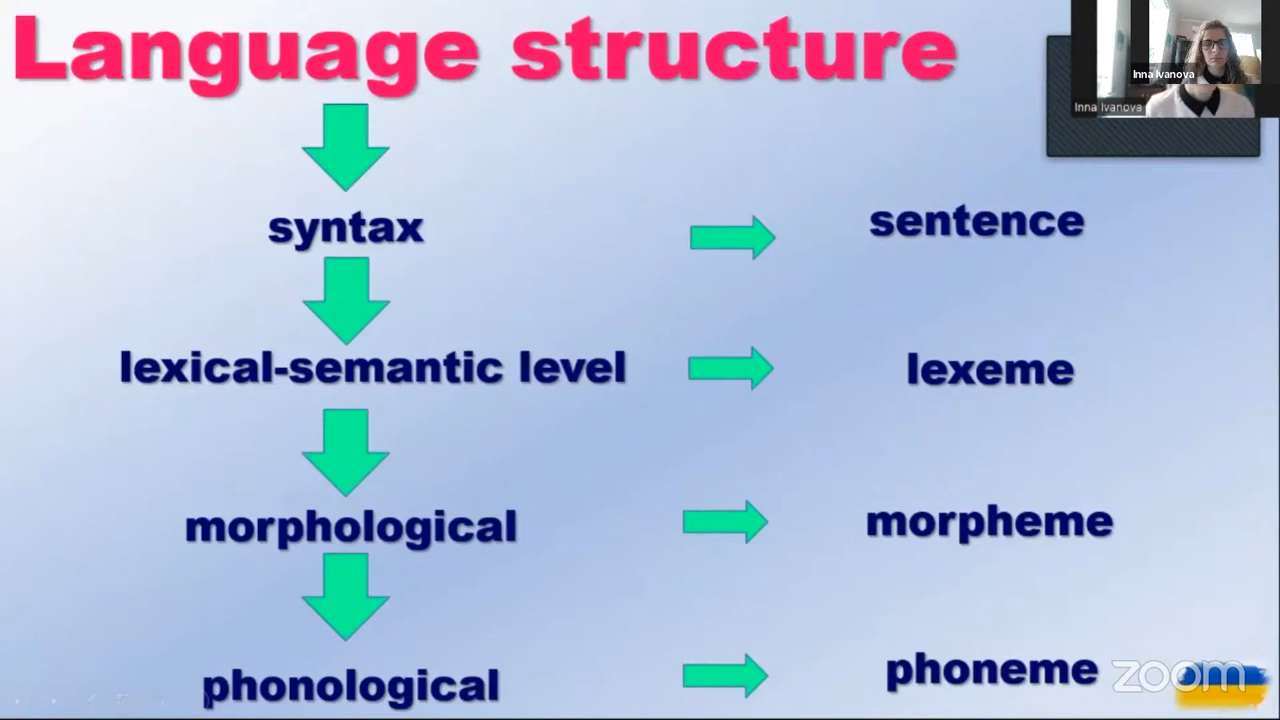 Language structure
Inna Ivanova
Inna Ivanova
syntax
sentence
lexical-semantic level
lexeme
morphological
morpheme
phonological
phoneme
zoom